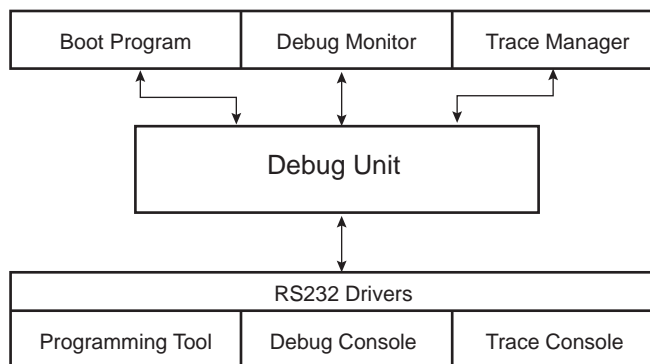 Boot Program
Debug Monitor
Trace Manager
Debug Unit
RS232 Drivers
Programming Tool
Debug Console
Trace Console